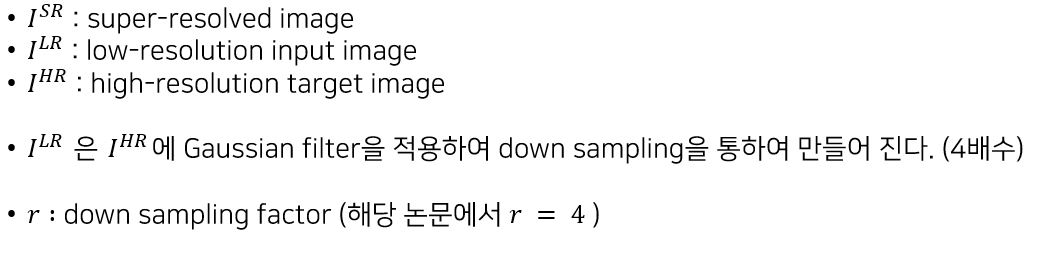 • I^SR : super-resolved image
• I^LR : low-resolution input image
• I^HR : high-resolution target image
• I^LR 은 I^HR에 Gaussian filter을 적용하여 down sampling을 통하여 만들어 진다. (4배수)
• r : down sampling factor (해당 논문에서 r = 4 )